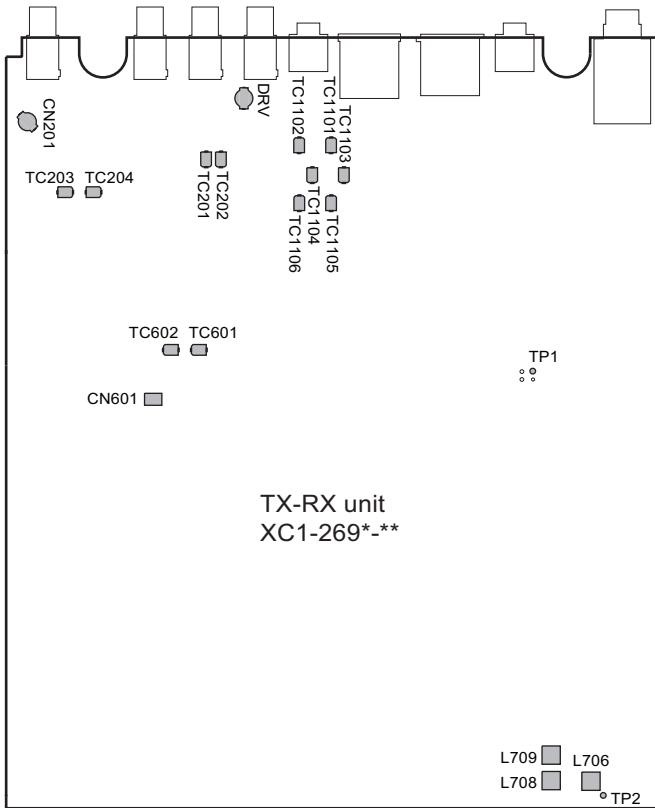 CN201
DRV
TC1102
TC1101
TC1103
TC203 TC204
TC201
TC202
TC1106
TC1104
TC1105
TC602 TC601
TP1
CN601
TX-RX unit
XC1-269*-**
L709 L706
L708
TP2